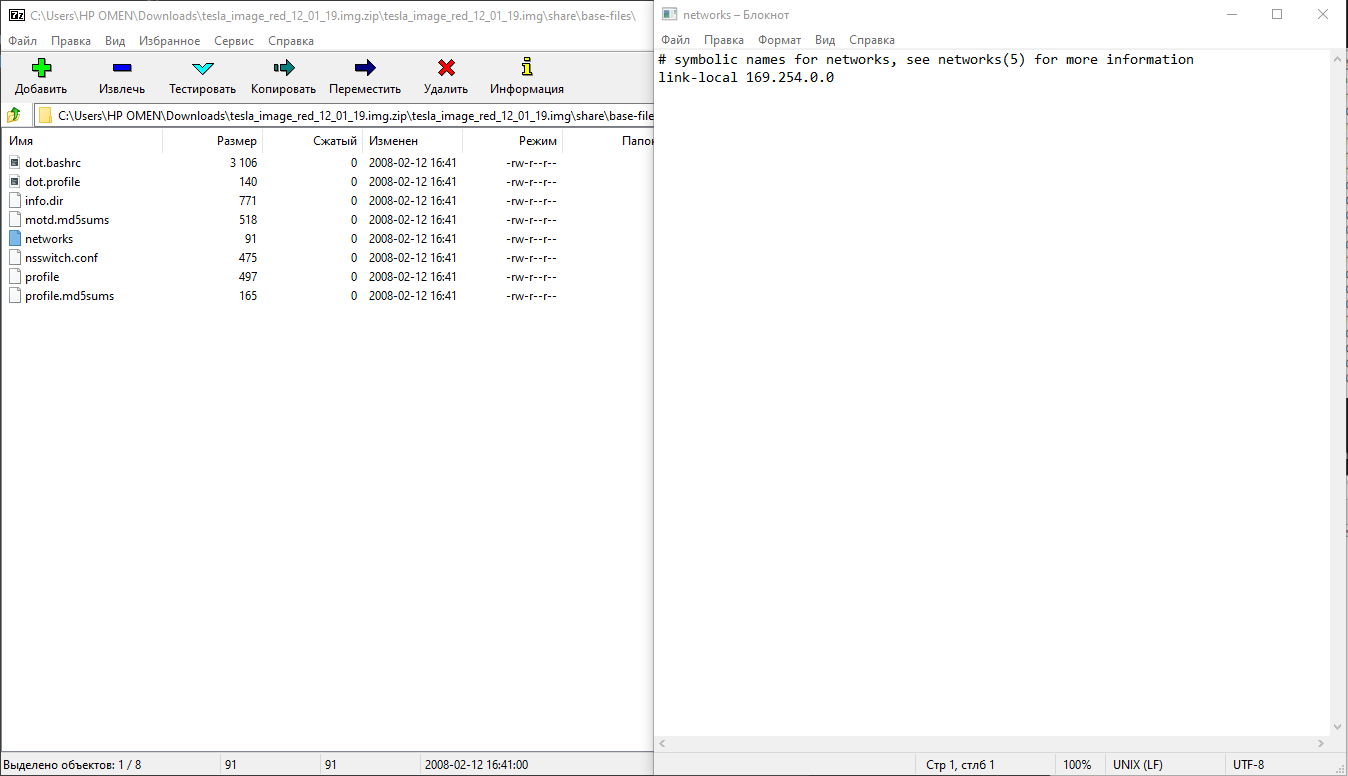 C:\Users\HP OMEN\Downloads\tesla_image_red_12_01_19.img.zip\tesla_image_red_12_01_19.img\share\base-files\
Файл Правка Вид Избранное Сервис Справка
Добавить Извлечь Тестировать Копировать Переместить Удалить Информация
C:\Users\HP OMEN\Downloads\tesla_image_red_12_01_19.img.zip\tesla_image_red_12_01_19.img\share\base-file
Имя Размер Сжатый Изменен Режим Папок
dot.bashrc 3 106 0 2008-02-12 16:41 -rw-r--r--
dot.profile 140 0 2008-02-12 16:41 -rw-r--r--
info.dir 771 0 2008-02-12 16:41 -rw-r--r--
motd.md5sums 518 0 2008-02-12 16:41 -rw-r--r--
networks 91 0 2008-02-12 16:41 -rw-r--r--
nsswitch.conf 475 0 2008-02-12 16:41 -rw-r--r--
profile 497 0 2008-02-12 16:41 -rw-r--r--
profile.md5sums 165 0 2008-02-12 16:41 -rw-r--r--
Выделено объектов: 1 / 8 91 91 2008-02-12 16:41:00
networks – Блокнот
Файл Правка Формат Вид Справка
# symbolic names for networks, see networks(5) for more information
link-local 169.254.0.0
Стр 1, стлб 1 100% UNIX (LF) UTF-8